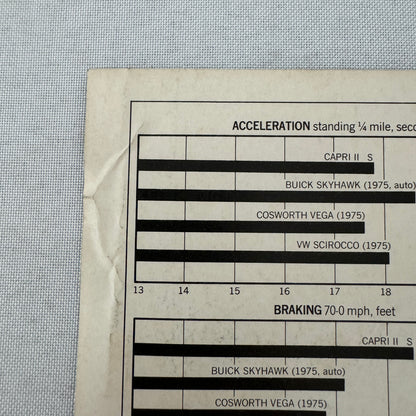 ACCELERATION standing ¼ mile, seco
CAPRI II S
BUICK SKYHAWK (1975, auto)
COSWORTH VEGA (1975)
VW SCIROCCO (1975)
13 14 15 16 17 18
BRAKING 70-0 mph, feet
CAPRI II S
BUICK SKYHAWK (1975, auto)
COSWORTH VEGA (1975)